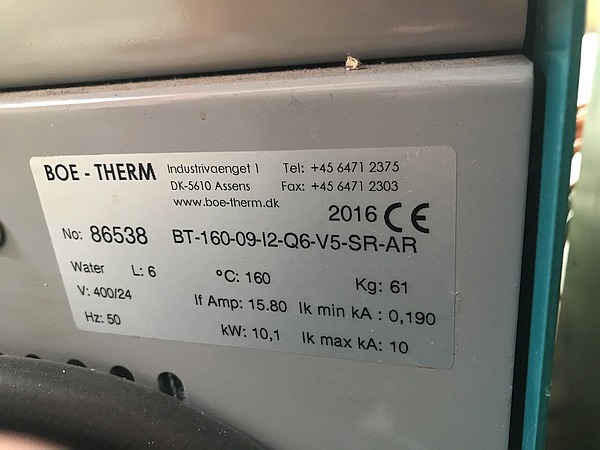 BOE - THERM Industrivaenget 1 Tel: +45 6471 2375
DK-5610 Assens Fax: +45 6471 2303
www.boe-therm.dk
2016 CE
No: 86538 BT-160-09-I2-Q6-V5-SR-AR
Water L: 6 °C: 160 Kg: 61
V: 400/24 If Amp: 15.80 Ik min kA : 0,190
Hz: 50 kW: 10,1 Ik max kA: 10